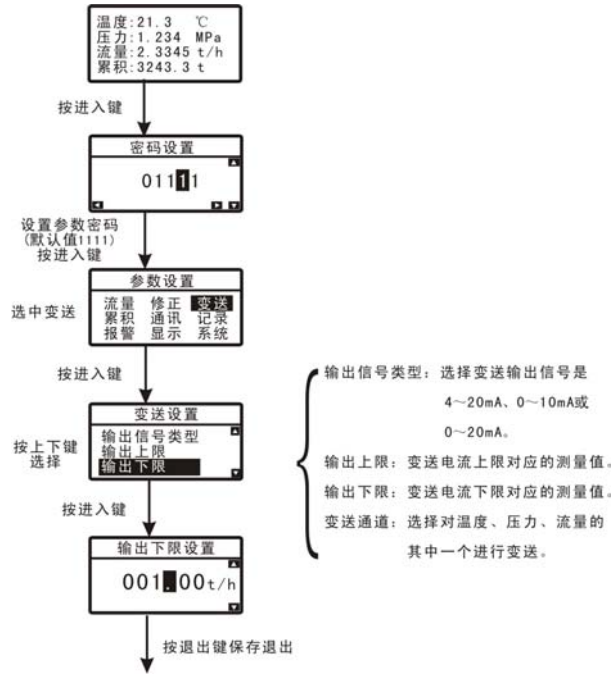 温度:21.3 ℃
压力:1.234 MPa
流量:2.3345 t/h
累积:3243.3 t
按进入键
密码设置
01111
设置参数密码
(默认值1111)
按进入键
参数设置
流量 修正 变送
累积 通讯 记录
报警 显示 系统
选中变送
按进入键
变送设置
输出信号类型
输出上限
输出下限
按上下键
选择
按进入键
输出下限设置
001.00t/h
按退出键保存退出
输出信号类型：选择变送输出信号是
4～20mA、0～10mA或
0～20mA。
输出上限：变送电流上限对应的测量值。
输出下限：变送电流下限对应的测量值。
变送通道：选择对温度、压力、流量的
其中一个进行变送。